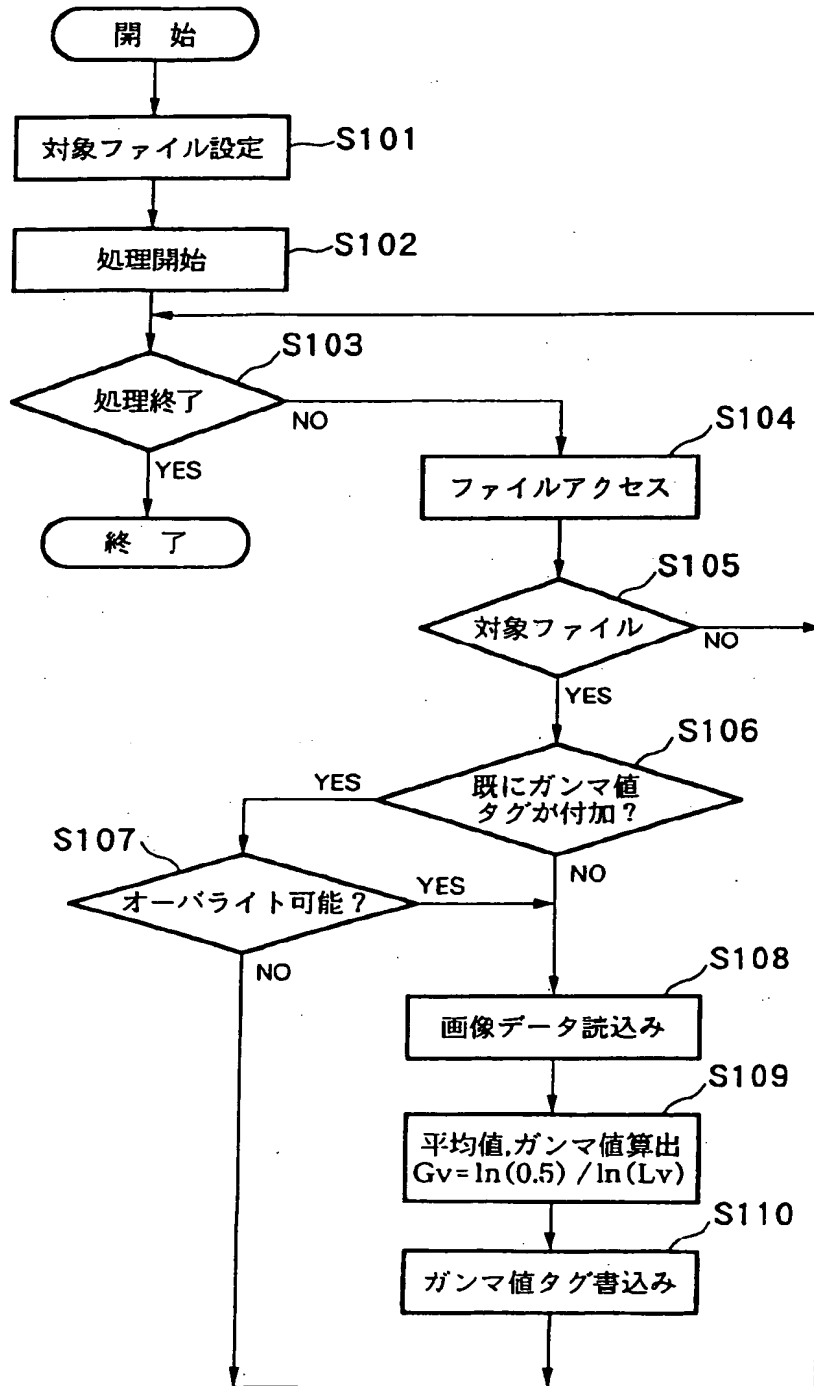 開 始
対象ファイル設定
S101
処理開始
S102
S103
処理終了
NO
YES
終 了
S104
ファイルアクセス
S105
対象ファイル
NO
YES
S106
既にガンマ値
タグが付加？
YES
NO
S107
オーバライト可能？
YES
NO
S108
画像データ読込み
S109
平均値,ガンマ値算出
Gv=ln(0.5)/ln(Lv)
S110
ガンマ値タグ書込み